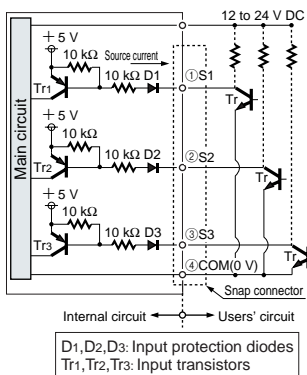 12 to 24 V DC
+ 5 V
10 kΩ
Source current
10 kΩ D1
①S1
Tr1
Tr
Main circuit
+ 5 V
10 kΩ
10 kΩ D2
②S2
Tr2
Tr
+ 5 V
10 kΩ
10 kΩ D3
③S3
Tr3
Tr
④COM(0 V)
Snap connector
Internal circuit
Users' circuit
D1,D2,D3: Input protection diodes
Tr1,Tr2,Tr3: Input transistors